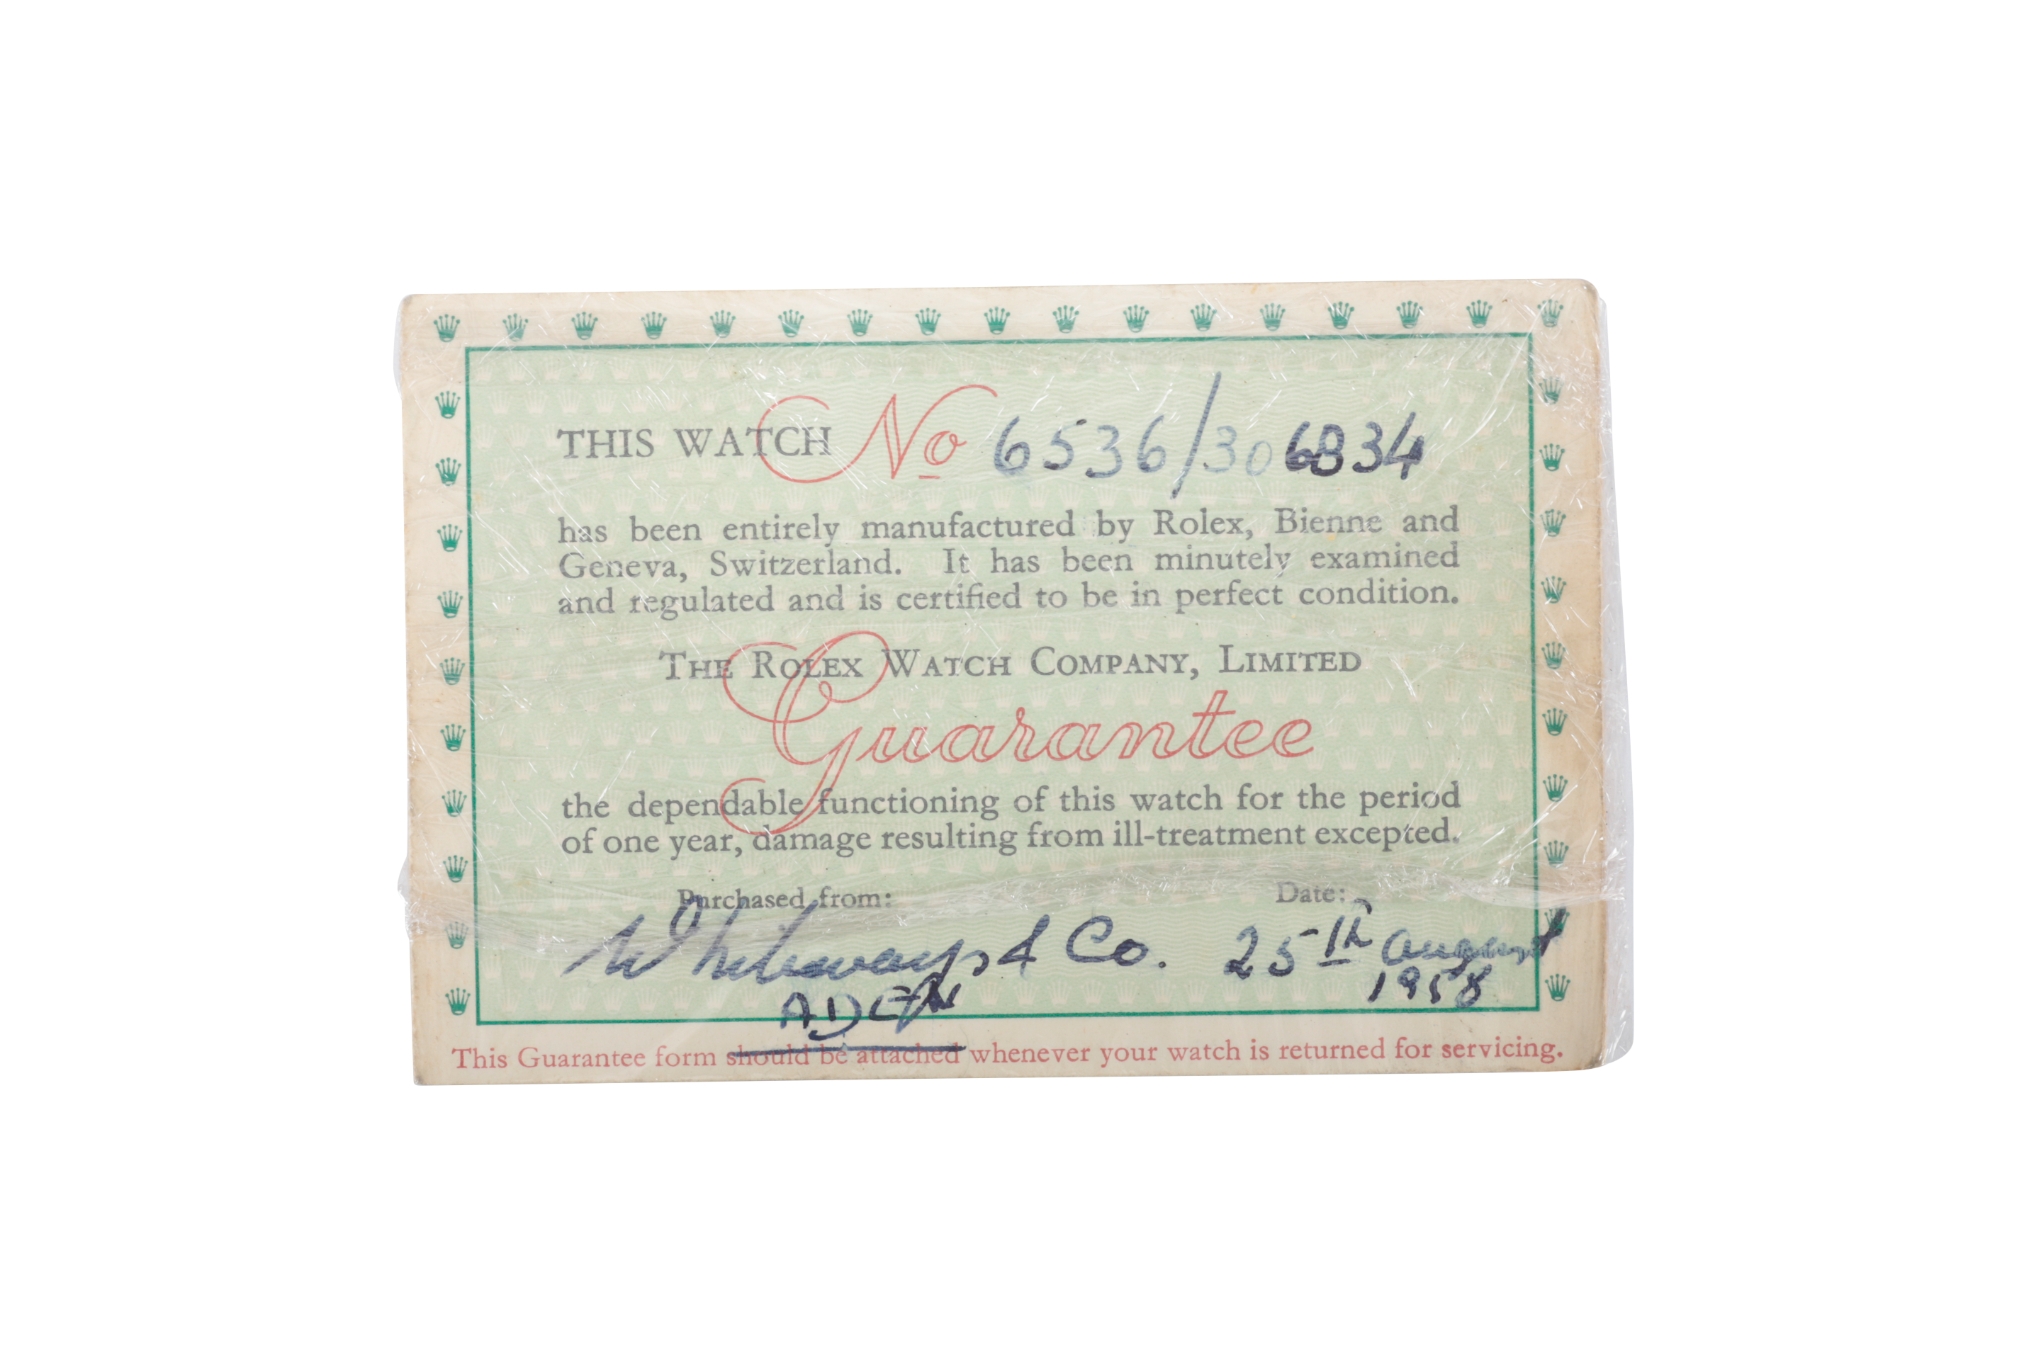 THIS WATCH No 6536/306834
has been entirely manufactured by Rolex, Bienne and
Geneva, Switzerland. It has been minutely examined
and regulated and is certified to be in perfect condition.
THE ROLEX WATCH COMPANY, LIMITED
Guarantee
the dependable functioning of this watch for the period
of one year, damage resulting from ill-treatment excepted.
Purchased from: Date:
Whiteways & Co. 25th august
ADEN 1958
This Guarantee form should be attached whenever your watch is returned for servicing.